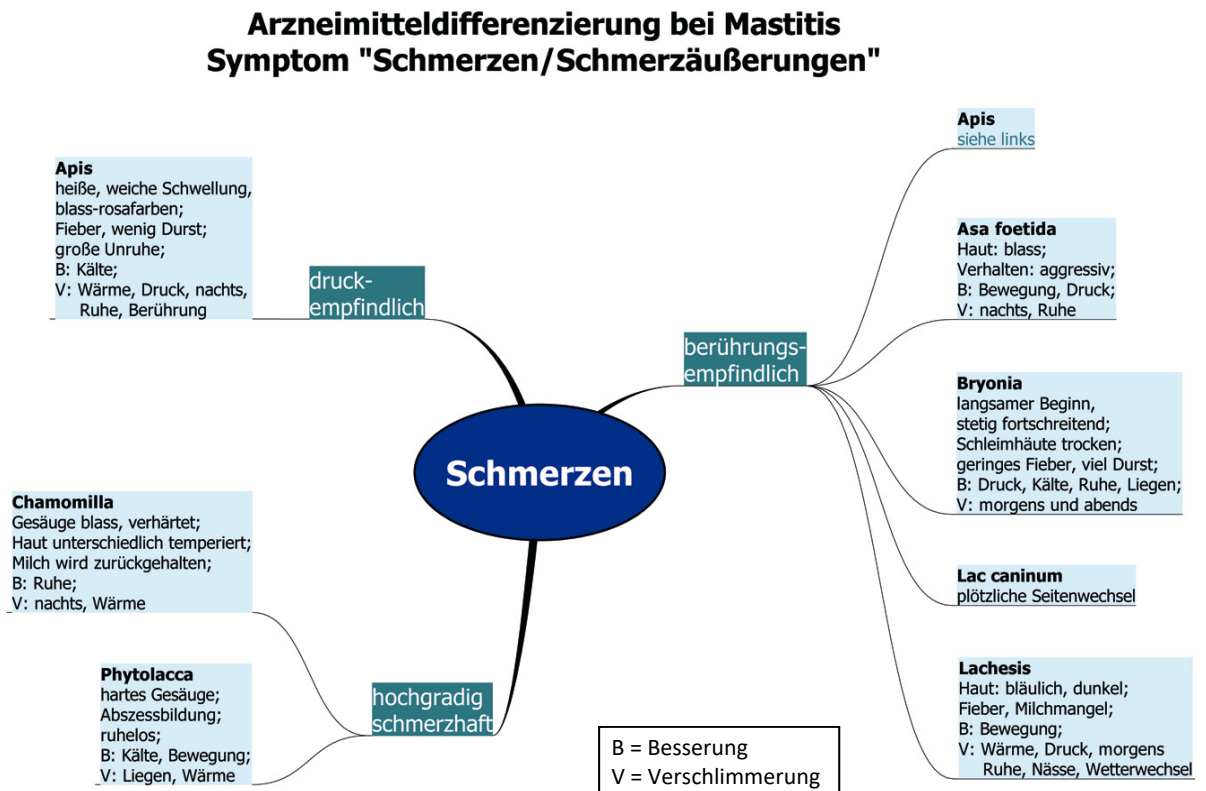 Arzneimitteldifferenzierung bei Mastitis
Symptom "Schmerzen/Schmerzäußerungen"
Apis
heiße, weiche Schwellung,
blass-rosafarben;
Fieber, wenig Durst;
große Unruhe;
B: Kälte;
V: Wärme, Druck, nachts,
Ruhe, Berührung
druck-
empfindlich
Chamomilla
Gesäuge blass, verhärtet;
Haut unterschiedlich temperiert;
Milch wird zurückgehalten;
B: Ruhe;
V: nachts, Wärme
Phytolacca
hartes Gesäuge;
Abszessbildung;
ruhelos;
B: Kälte, Bewegung;
V: Liegen, Wärme
hochgradig
schmerzhaft
Schmerzen
berührungs-
empfindlich
Apis
siehe links
Asa foetida
Haut: blass;
Verhalten: aggressiv;
B: Bewegung, Druck;
V: nachts, Ruhe
Bryonia
langsamer Beginn,
stetig fortschreitend;
Schleimhäute trocken;
geringes Fieber, viel Durst;
B: Druck, Kälte, Ruhe, Liegen;
V: morgens und abends
Lac caninum
plötzliche Seitenwechsel
Lachesis
Haut: bläulich, dunkel;
Fieber, Milchmangel;
B: Bewegung;
V: Wärme, Druck, morgens
Ruhe, Nässe, Wetterwechsel
B = Besserung
V = Verschlimmerung